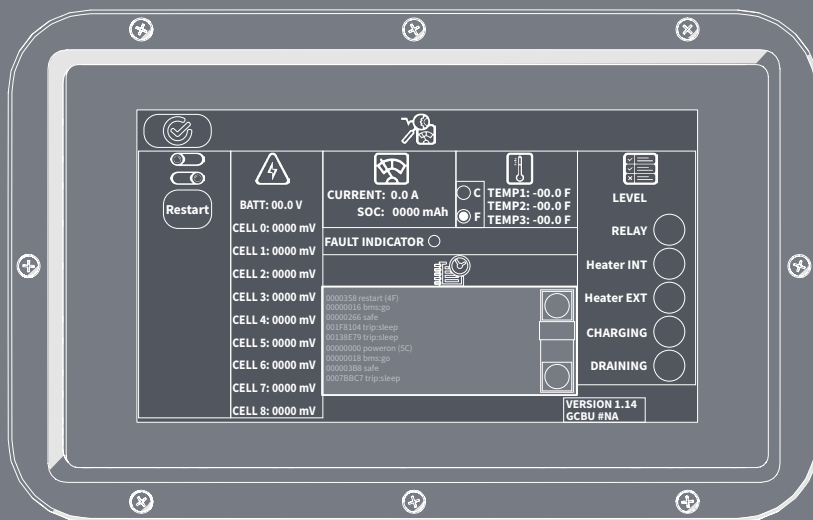 Restart
BATT: 00.0 V
CELL 0: 0000 mV
CELL 1: 0000 mV
CELL 2: 0000 mV
CELL 3: 0000 mV
CELL 4: 0000 mV
CELL 5: 0000 mV
CELL 6: 0000 mV
CELL 7: 0000 mV
CELL 8: 0000 mV
CURRENT: 0.0 A
SOC: 0000 mAh
C
F
TEMP1: -00.0 F
TEMP2: -00.0 F
TEMP3: -00.0 F
FAULT INDICATOR
0000358 restart (4F)
00000016 bms:go
00000266 safe
001F8104 trip:sleep
00138E79 trip:sleep
00000000 poweron (5C)
00000018 bms:go
000003B8 safe
0007BBC7 trip:sleep
LEVEL
RELAY
Heater INT
Heater EXT
CHARGING
DRAINING
VERSION 1.14
GCBU #NA